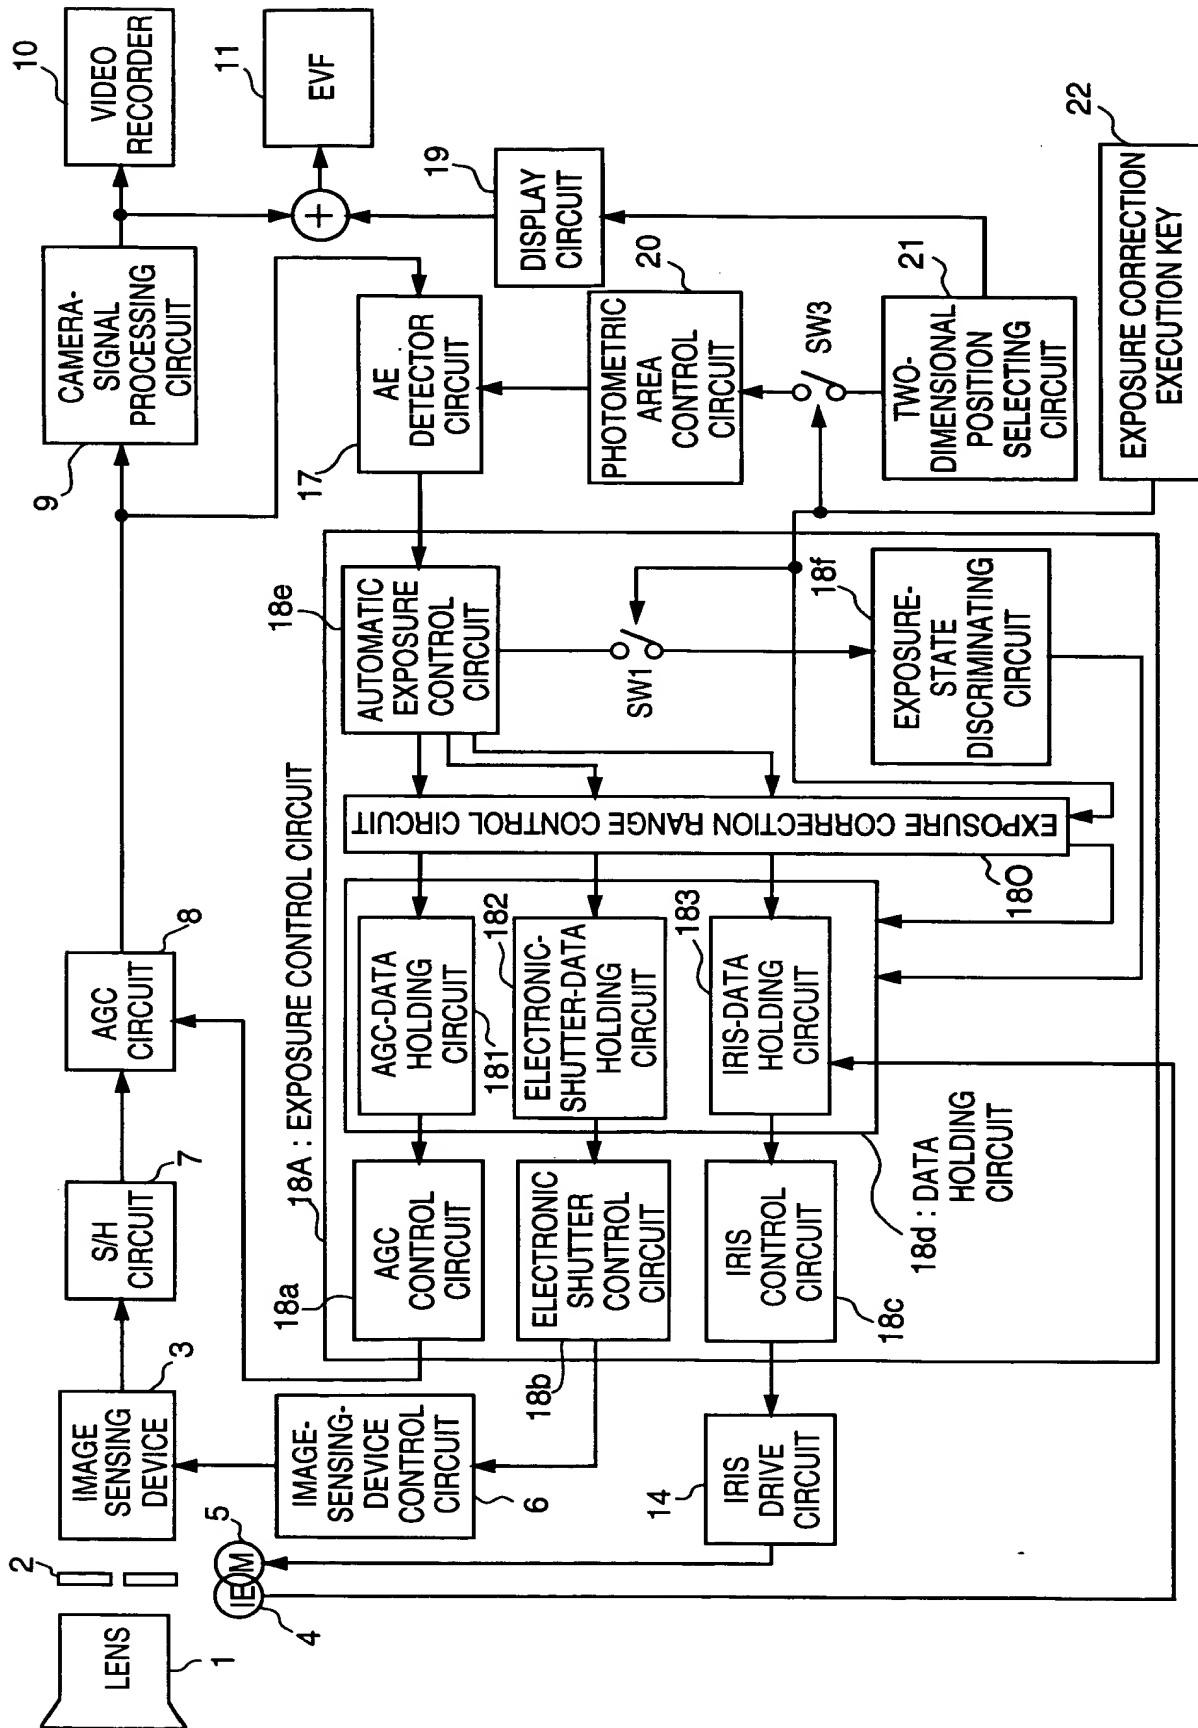 LENS
1
2
IE
M
4
5
IMAGE
SENSING
DEVICE
3
S/H
CIRCUIT
7
AGC
CIRCUIT
8
CAMERA-
SIGNAL
PROCESSING
CIRCUIT
9
VIDEO
RECORDER
10
EVF
11
+
IMAGE-
SENSING-
DEVICE
CONTROL
CIRCUIT
6
IRIS
DRIVE
CIRCUIT
14
18A : EXPOSURE CONTROL CIRCUIT
AGC
CONTROL
CIRCUIT
18a
ELECTRONIC
SHUTTER
CONTROL
CIRCUIT
18b
IRIS
CONTROL
CIRCUIT
18c
AGC-DATA
HOLDING
CIRCUIT
181
ELECTRONIC-
SHUTTER-DATA
HOLDING
CIRCUIT
182
IRIS-DATA
HOLDING
CIRCUIT
183
18d : DATA
HOLDING
CIRCUIT
EXPOSURE CORRECTION RANGE CONTROL CIRCUIT
180
AUTOMATIC
EXPOSURE
CONTROL
CIRCUIT
18e
SW1
EXPOSURE-
STATE
DISCRIMINATING
CIRCUIT
18f
AE
DETECTOR
CIRCUIT
17
DISPLAY
CIRCUIT
19
PHOTOMETRIC
AREA
CONTROL
CIRCUIT
20
SW3
TWO-
DIMENSIONAL
POSITION
SELECTING
CIRCUIT
21
EXPOSURE CORRECTION
EXECUTION KEY
22